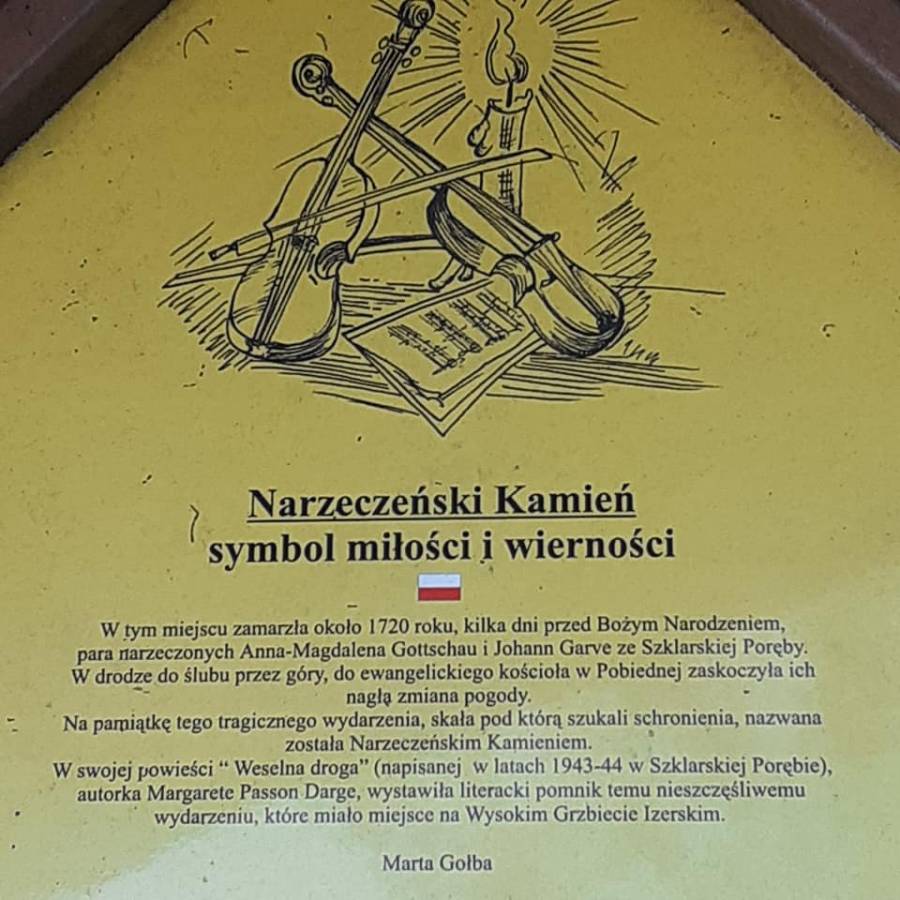 Narzeczeński Kamień
symbol miłości i wierności
W tym miejscu zamarzła około 1720 roku, kilka dni przed Bożym Narodzeniem,
para narzeczonych Anna-Magdalena Gottschau i Johann Garve ze Szklarskiej Poręby.
W drodze do ślubu przez góry, do ewangelickiego kościoła w Pobiednej zaskoczyła ich
nagłą zmiana pogody.
Na pamiątkę tego tragicznego wydarzenia, skała pod którą szukali schronienia, nazwana
została Narzeczeńskim Kamieniem.
W swojej powieści “ Weselna droga” (napisanej w latach 1943-44 w Szklarskiej Porębie),
autorka Margarete Passon Darge, wystawiła literacki pomnik temu nieszczęśliwemu
wydarzeniu, które miało miejsce na Wysokim Grzbiecie Izerskim.
Marta Gołba